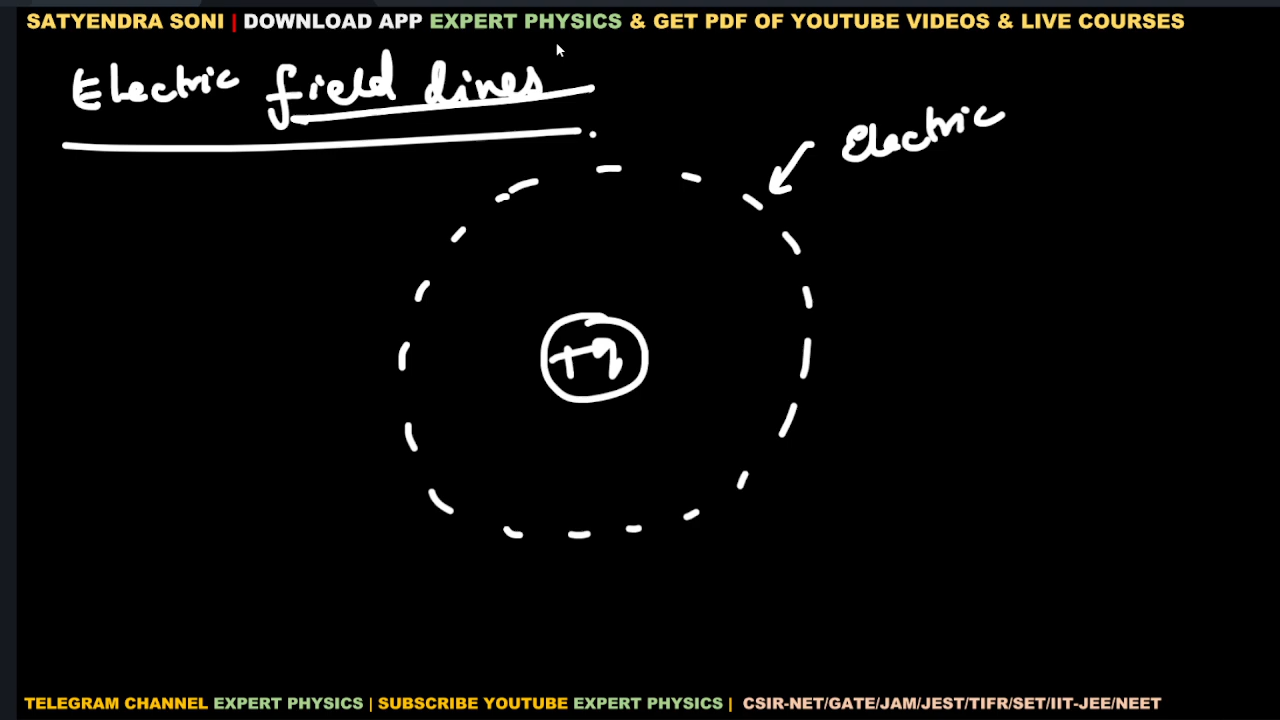 SATYENDRA SONI | DOWNLOAD APP EXPERT PHYSICS & GET PDF OF YOUTUBE VIDEOS & LIVE COURSES
Electric field lines
Electric
+q
TELEGRAM CHANNEL EXPERT PHYSICS | SUBSCRIBE YOUTUBE EXPERT PHYSICS | CSIR-NET/GATE/JAM/JEST/TIFR/SET/IIT-JEE/NEET